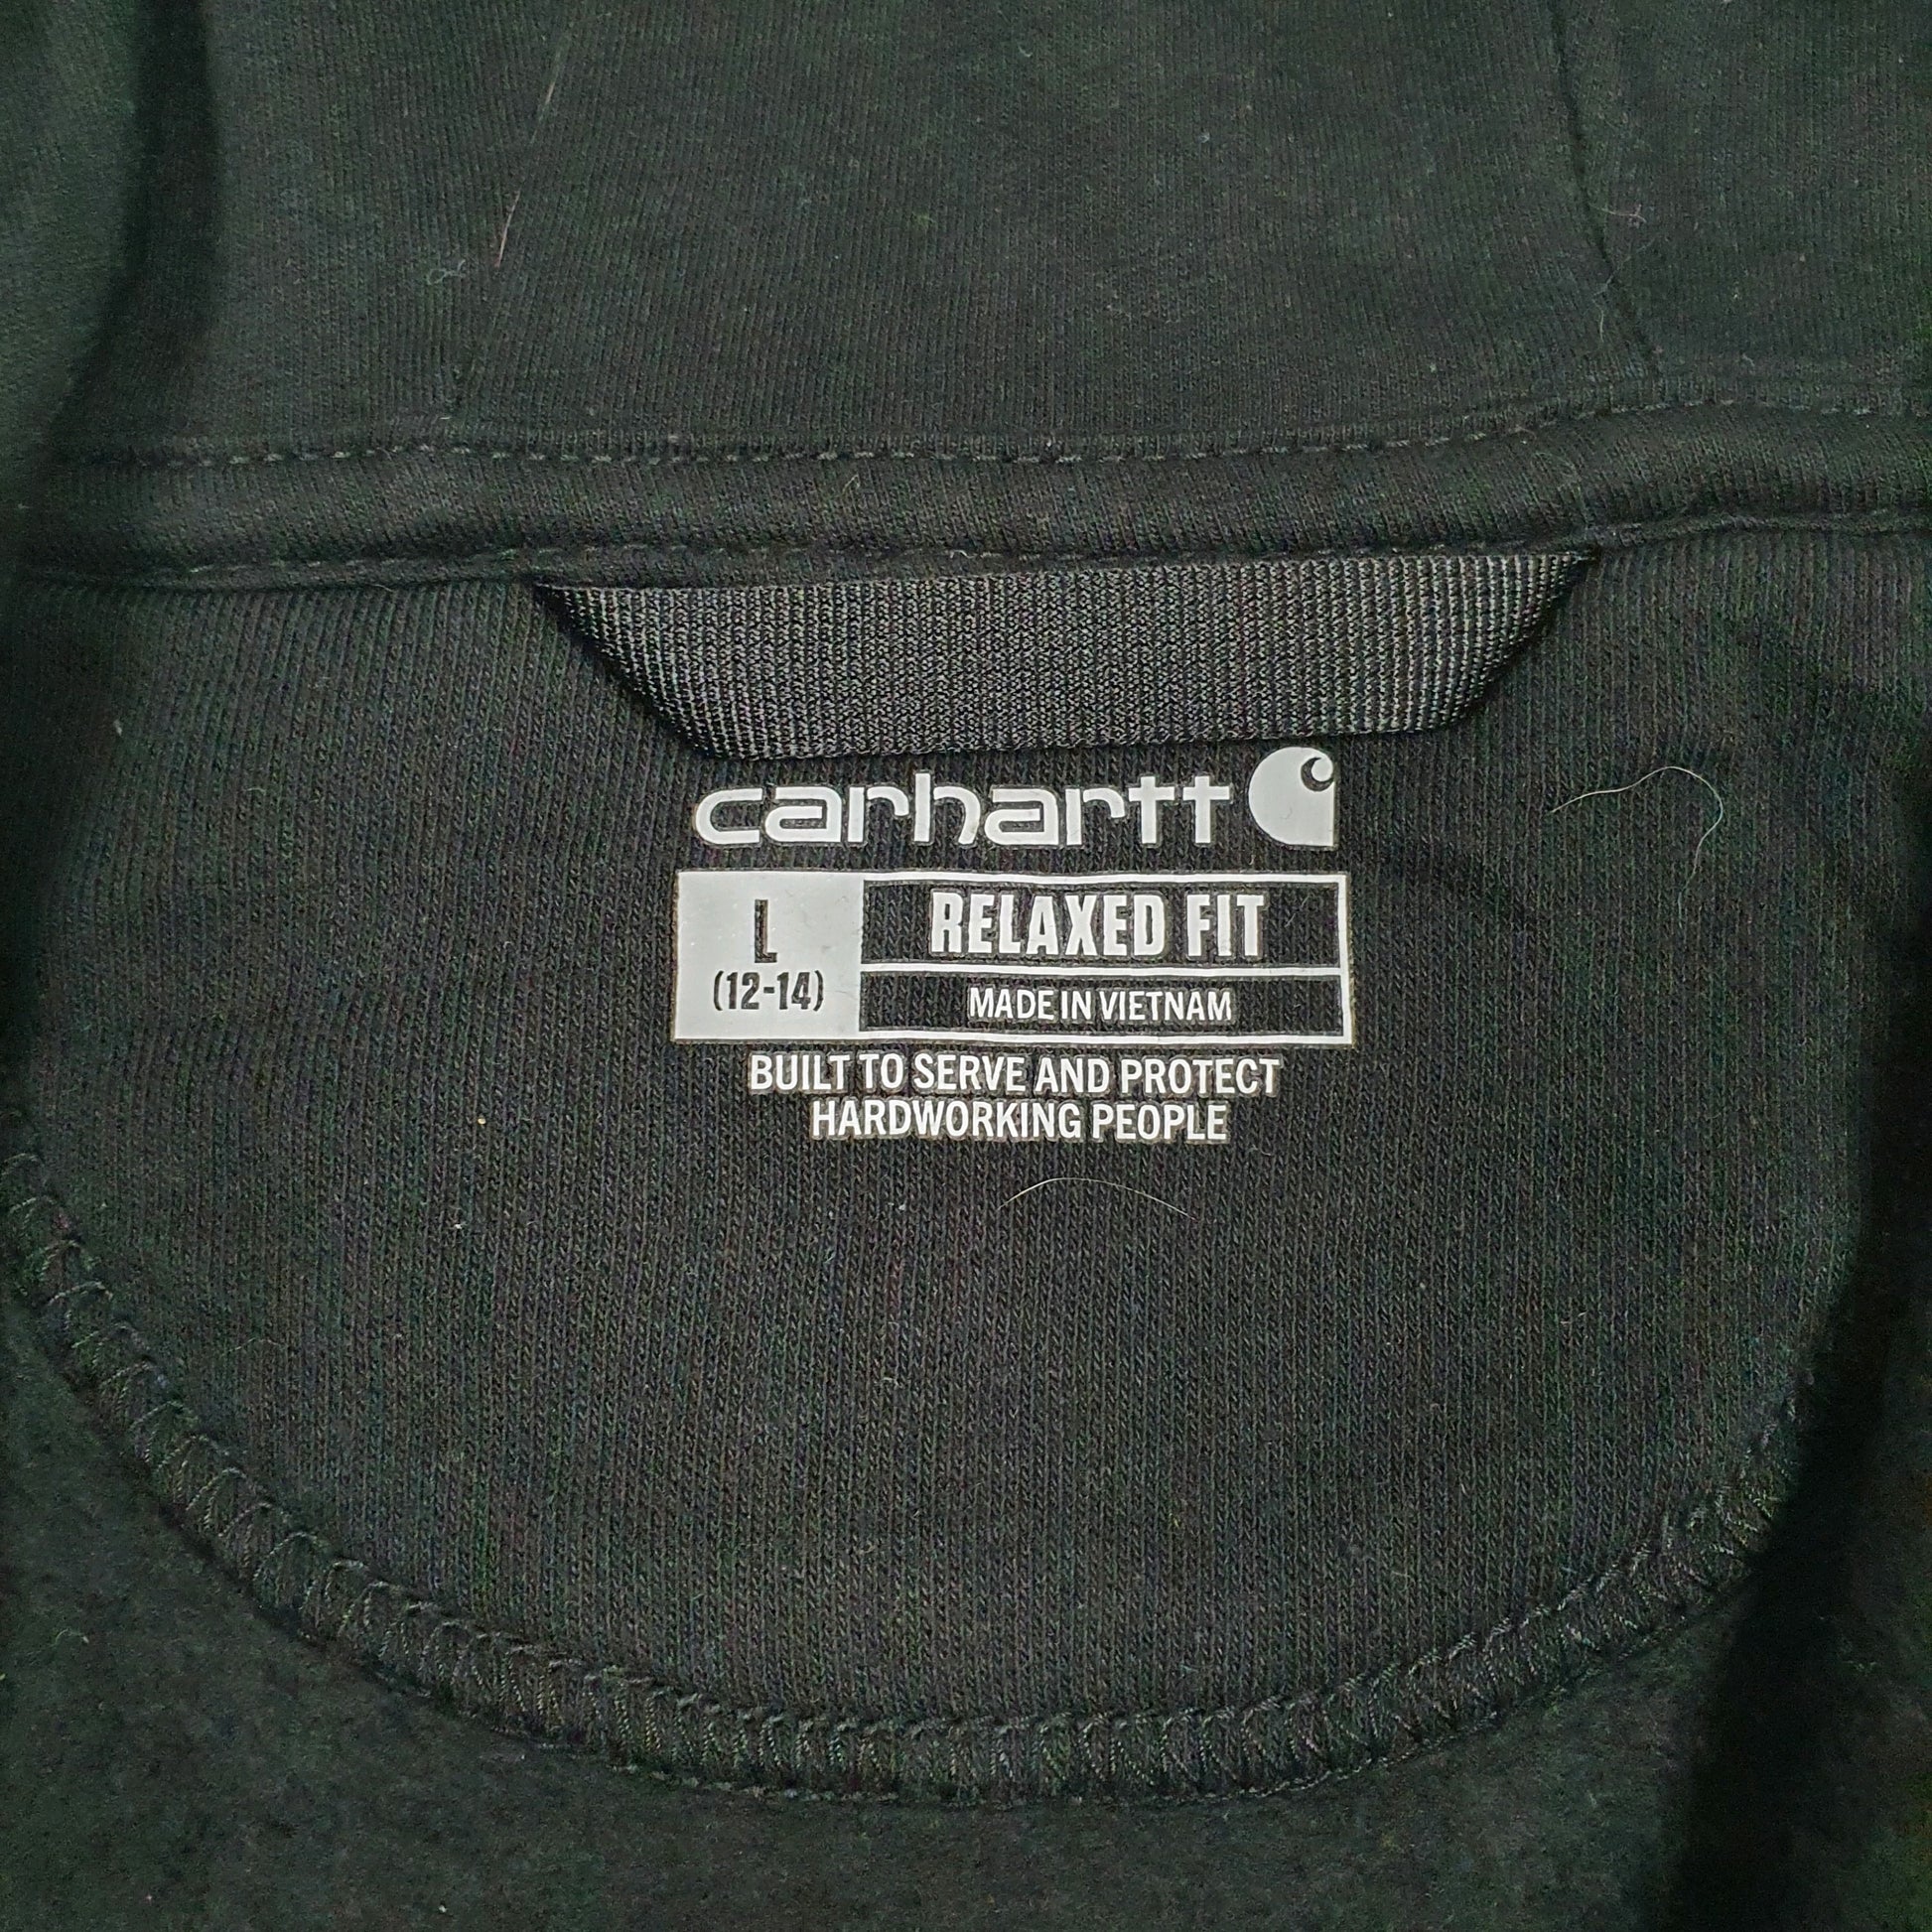 carhartt
L
(12-14)
RELAXED FIT
MADE IN VIETNAM
BUILT TO SERVE AND PROTECT
HARDWORKING PEOPLE